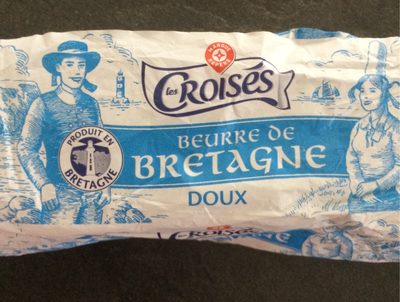 MARQUE REPÈRE
les
CROISÉS
BEURRE DE
BRETAGNE
DOUX
PRODUIT EN
BRETAGNE